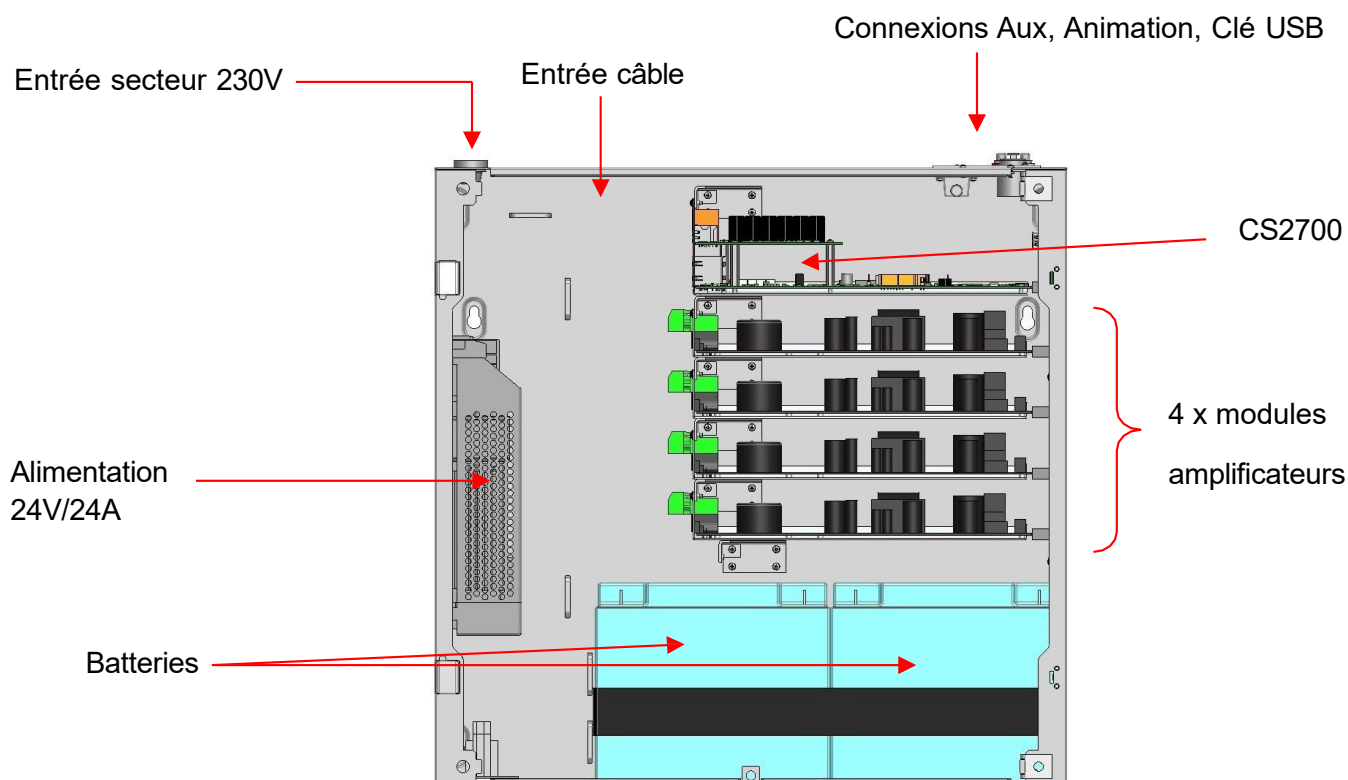 Connexions Aux, Animation, Clé USB
Entrée secteur 230V
Entrée câble
CS2700
4 x modules
amplificateurs
Alimentation
24V/24A
Batteries